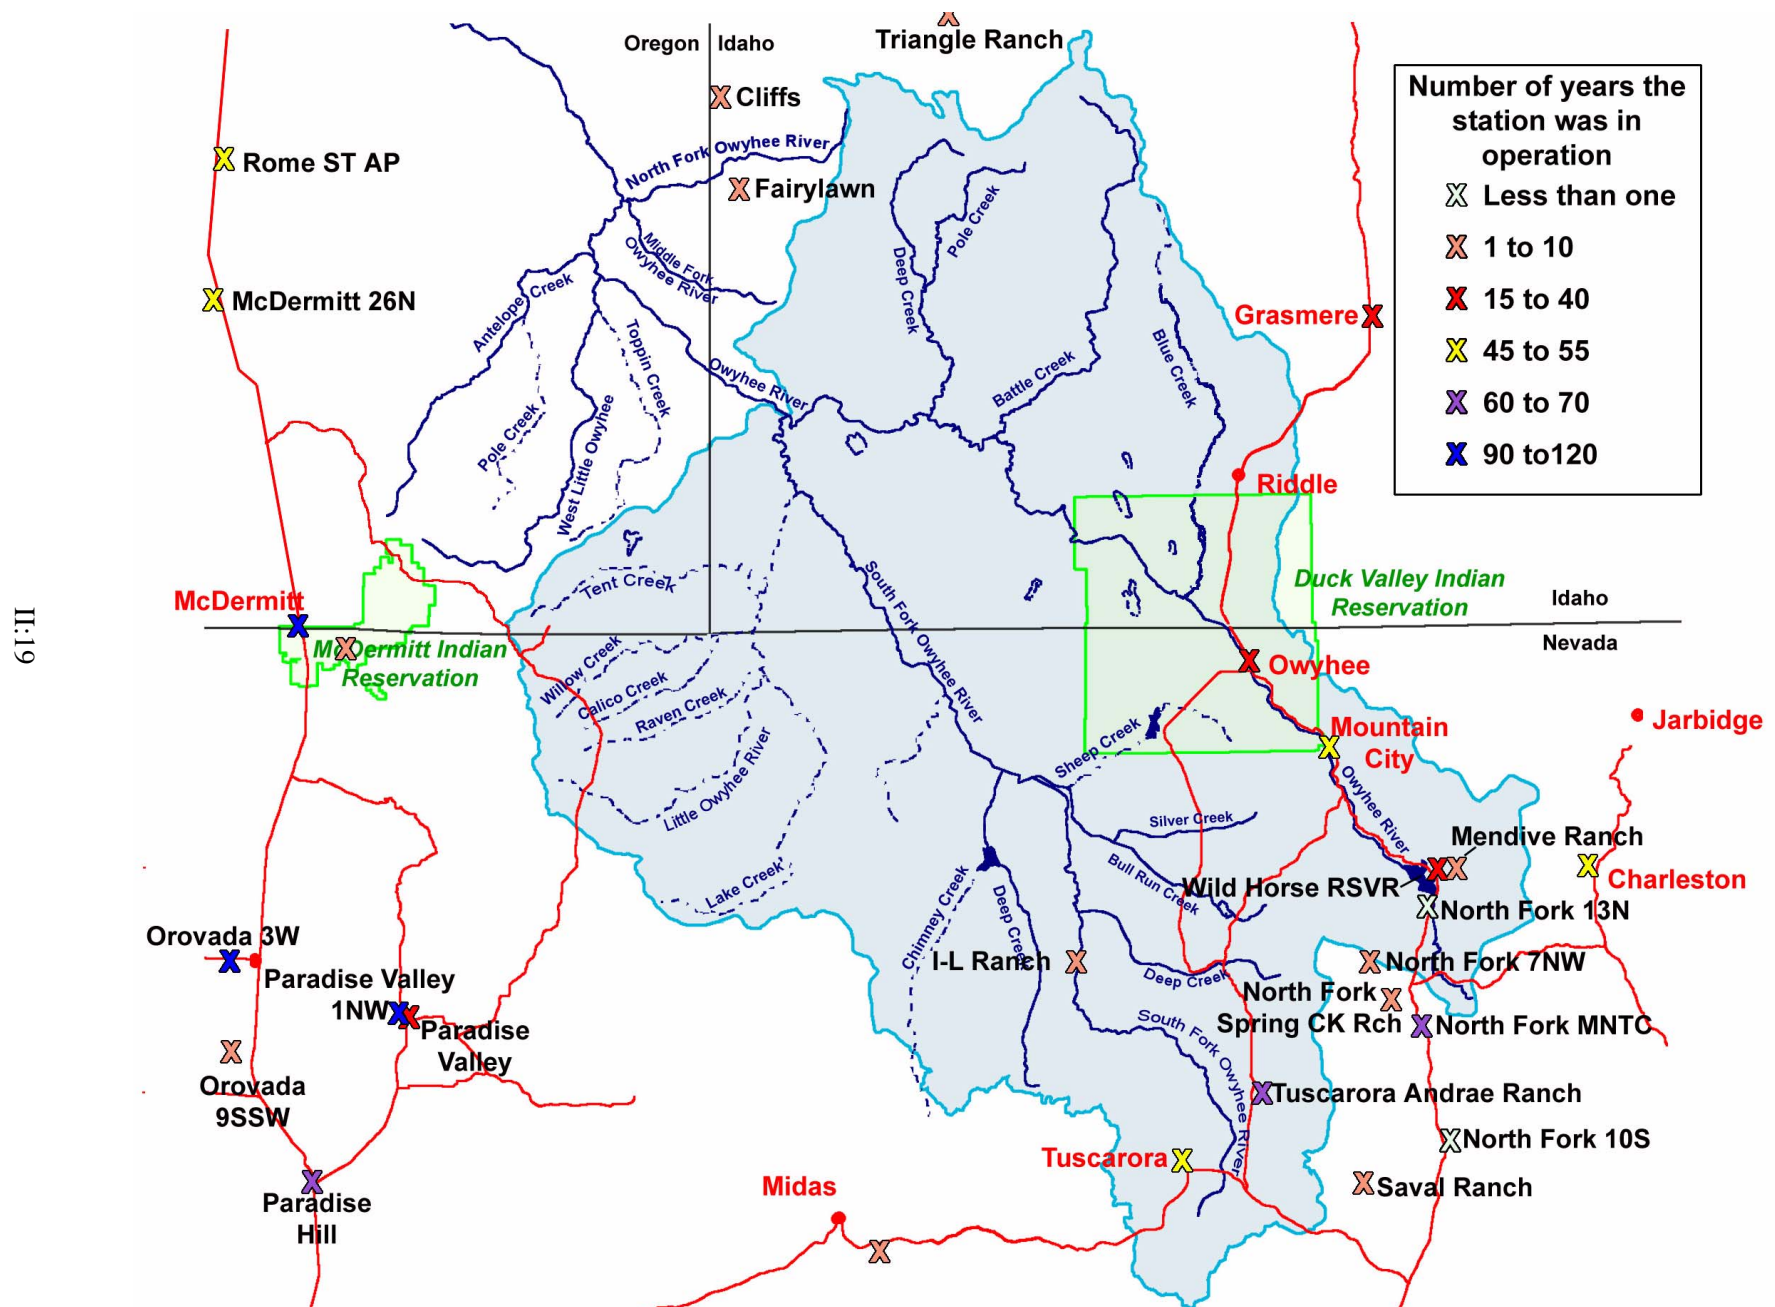 Triangle Ranch
Oregon
Idaho
Cliffs
Number of years the
station was in
operation
Less than one
1 to 10
15 to 40
45 to 55
60 to 70
90 to120
Rome ST AP
North Fork Owyhee River
Fairylawn
Middle Fork
Owyhee River
Pole Creek
Deep Creek
McDermitt 26N
Antelope Creek
Grasmere
Toppin Creek
Owyhee River
Battle Creek
Blue Creek
Pole Creek
West Little Owyhee
Riddle
South Fork Owyhee River
Tent Creek
Duck Valley Indian
Reservation
Idaho
Nevada
McDermitt
McDermitt Indian
Reservation
II:19
Willow Creek
Calico Creek
Raven Creek
Little Owyhee River
Owyhee
Sheep Creek
Mountain
City
Jarbidge
Owyhee River
Silver Creek
Mendive Ranch
Bull Run Creek
Wild Horse RSVR
Charleston
Lake Creek
Chimney Creek
Deep Creek
North Fork 13N
Orovada 3W
I-L Ranch
North Fork 7NW
Paradise Valley
1NW
Deep Creek
North Fork
Spring CK Rch
North Fork MNTC
Paradise
Valley
South Fork Owyhee River
Orovada
9SSW
Tuscarora Andrae Ranch
North Fork 10S
Tuscarora
Saval Ranch
Midas
Paradise
Hill